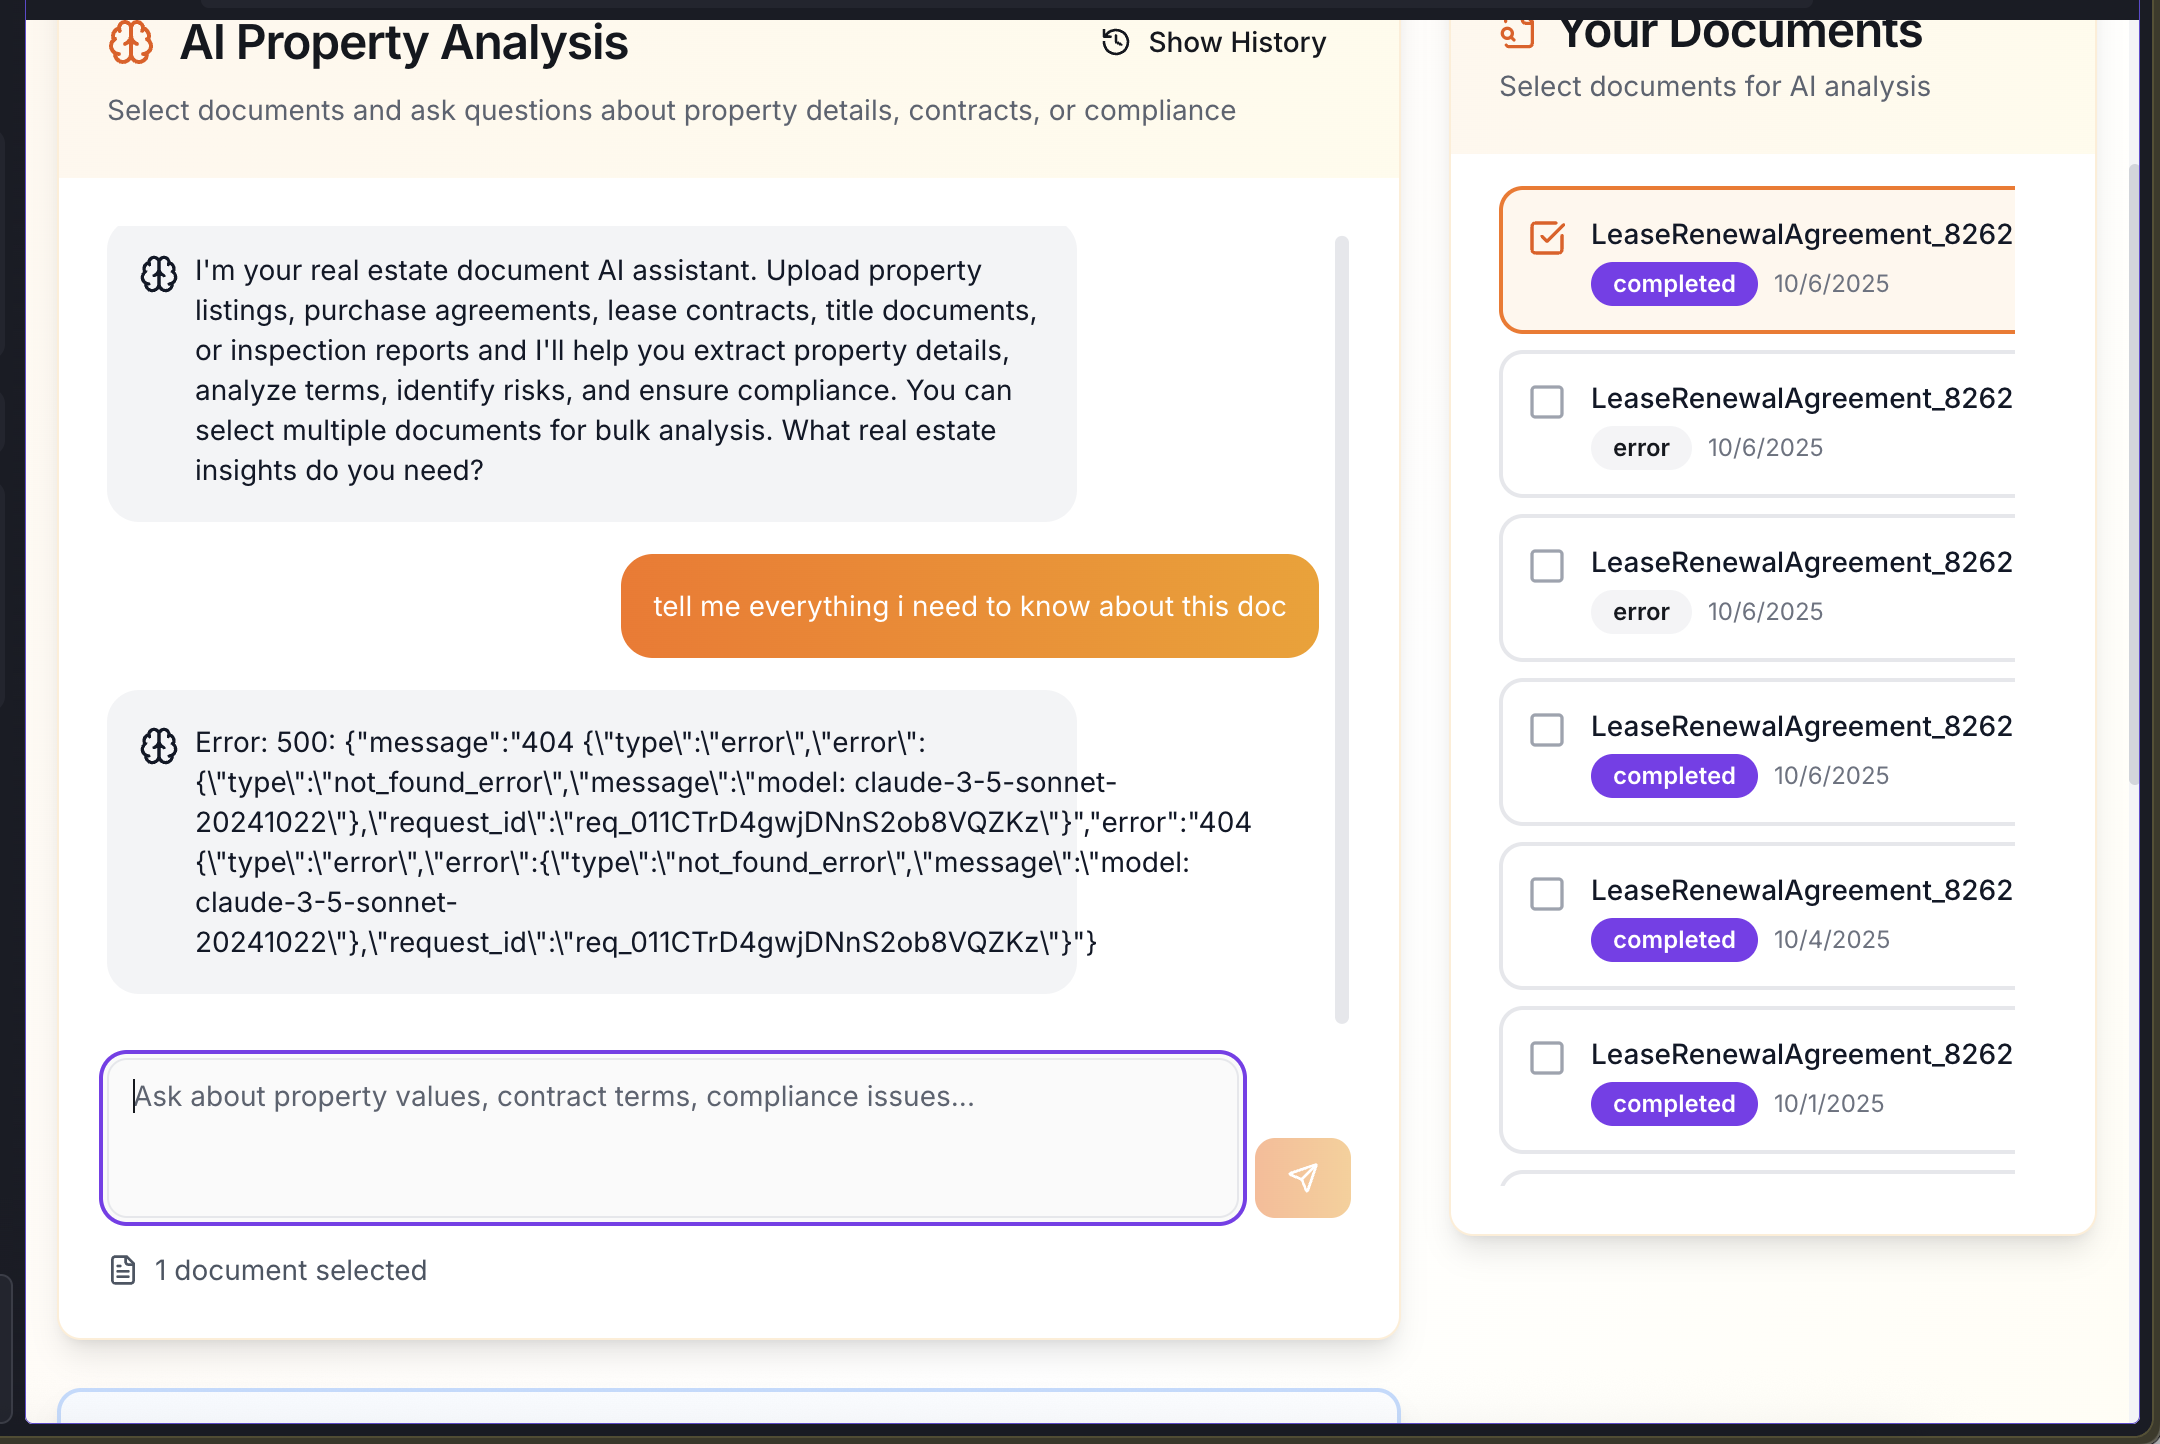 AI Property Analysis
Show History
Select documents and ask questions about property details, contracts, or compliance
I'm your real estate document AI assistant. Upload property
listings, purchase agreements, lease contracts, title documents,
or inspection reports and I'll help you extract property details,
analyze terms, identify risks, and ensure compliance. You can
select multiple documents for bulk analysis. What real estate
insights do you need?
tell me everything i need to know about this doc
Error: 500: {"message":"404 {\"type\":\"error\",\"error\":
{\"type\":\"not_found_error\",\"message\":\"model: claude-3-5-sonnet-
20241022\"},\"request_id\":\"req_011CTrD4gwjDNnS2ob8VQZKz\"}","error":"404
{\"type\":\"error\",\"error\":{\"type\":\"not_found_error\",\"message\":\"model:
claude-3-5-sonnet-
20241022\"},\"request_id\":\"req_011CTrD4gwjDNnS2ob8VQZKz\"}"}
Ask about property values, contract terms, compliance issues...
1 document selected
Your Documents
Select documents for AI analysis
LeaseRenewalAgreement_8262
completed 10/6/2025
LeaseRenewalAgreement_8262
error 10/6/2025
LeaseRenewalAgreement_8262
error 10/6/2025
LeaseRenewalAgreement_8262
completed 10/6/2025
LeaseRenewalAgreement_8262
completed 10/4/2025
LeaseRenewalAgreement_8262
completed 10/1/2025